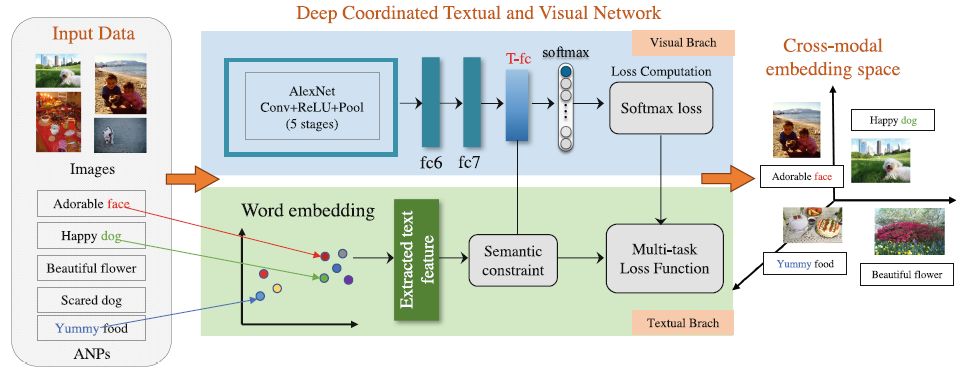 Deep Coordinated Textual and Visual Network
Input Data
Images
Adorable face
Happy dog
Beautiful flower
Scared dog
Yummy food
ANPs
Visual Brach
AlexNet
Conv+ReLU+Pool
(5 stages)
fc6
fc7
T-fc
softmax
Loss Computation
Softmax loss
Word embedding
Extracted text
feature
Semantic
constraint
Multi-task
Loss Function
Textual Brach
Cross-modal
embedding space
Happy dog
Adorable face
Yummy food
Beautiful flower